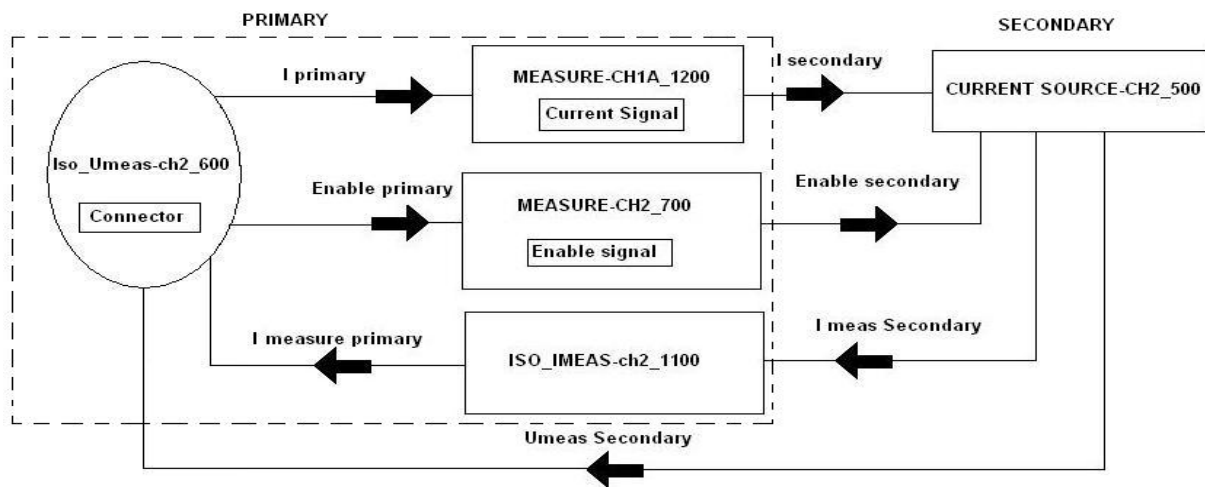 PRIMARY
SECONDARY
I primary
MEASURE-CH1A_1200
Current Signal
I secondary
CURRENT SOURCE-CH2_500
Iso_Umeas-ch2_600
Connector
Enable primary
MEASURE-CH2_700
Enable signal
Enable secondary
I measure primary
ISO_IMEAS-ch2_1100
I meas Secondary
Umeas Secondary